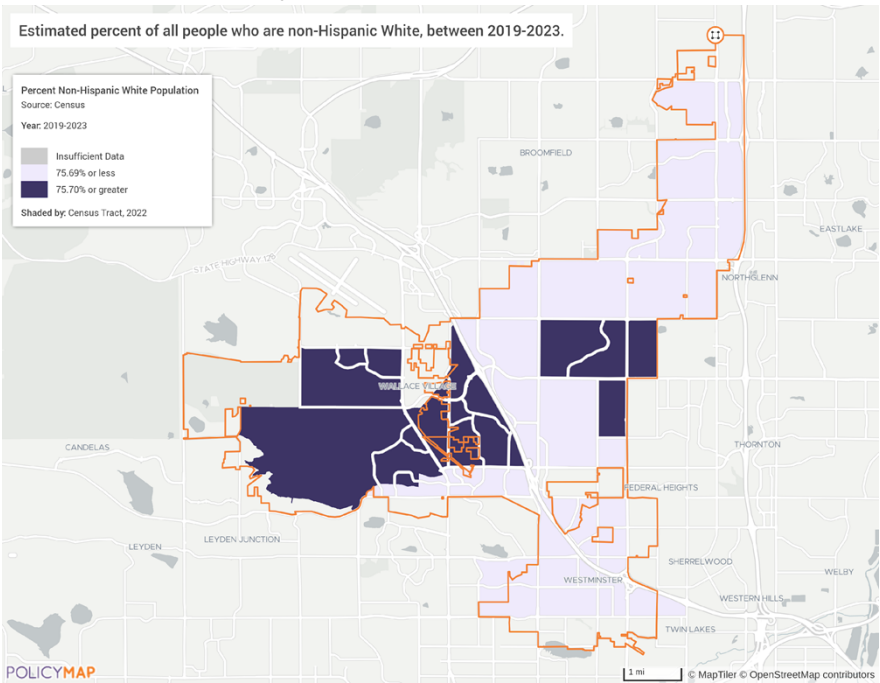 Estimated percent of all people who are non-Hispanic White, between 2019-2023.
Percent Non-Hispanic White Population
Source: Census
Year: 2019-2023
Insufficient Data
75.69% or less
75.70% or greater
Shaded by: Census Tract, 2022
BROOMFIELD
EASTLAKE
STATE HIGHWAY 128
NORTHGLENN
WALLACE VILLAGE
CANDELAS
THORNTON
FEDERAL HEIGHTS
LEYDEN JUNCTION
LEYDEN
SHERRELWOOD
WELBY
WESTMINSTER
WESTERN HILLS
TWIN LAKES
POLICYMAP
1 mi
© MapTiler © OpenStreetMap contributors